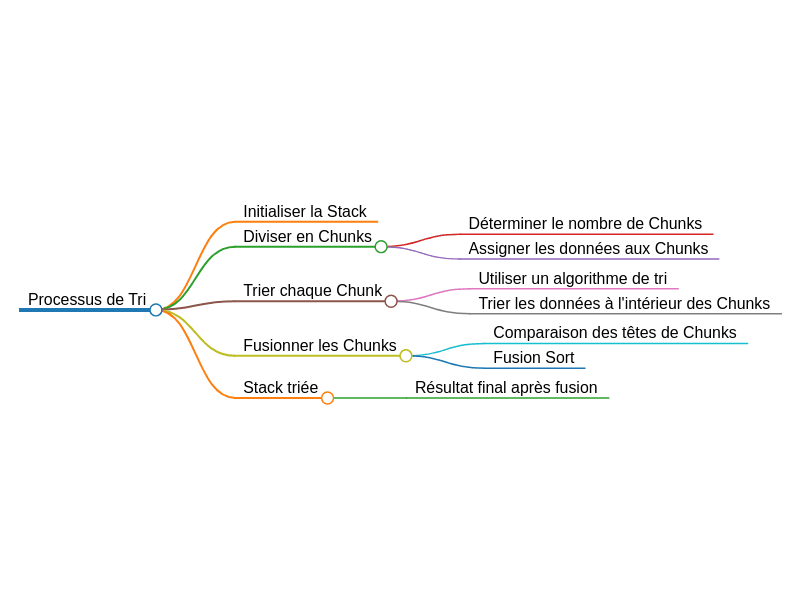 Processus de Tri
Initialiser la Stack
Diviser en Chunks
Déterminer le nombre de Chunks
Assigner les données aux Chunks
Trier chaque Chunk
Utiliser un algorithme de tri
Trier les données à l'intérieur des Chunks
Fusionner les Chunks
Comparaison des têtes de Chunks
Fusion Sort
Stack triée
Résultat final après fusion